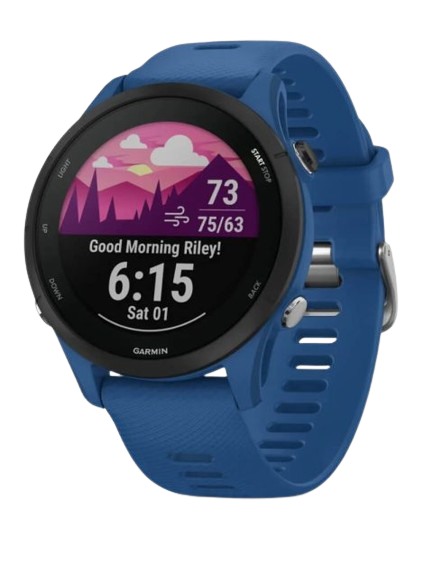 LIGHT
START STOP
UP
73
75/63
Good Morning Riley!
6:15
Sat 01
DOWN
BACK
GARMIN